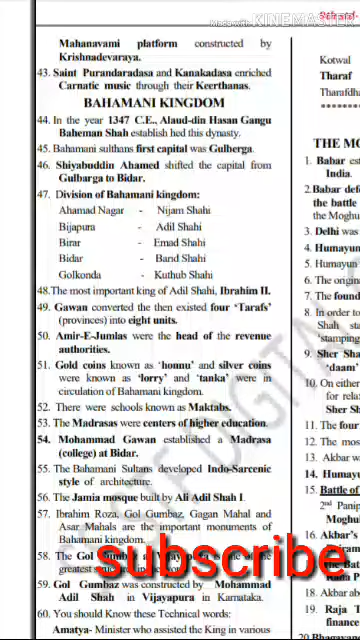 Made with KINEMASTER
Mahanavami platform constructed by
Krishnadevaraya.
43. Saint Purandaradasa and Kanakadasa enriched
Carnatic music through their Keerthanas.
BAHAMANI KINGDOM
44. In the year 1347 C.E., Alaud-din Hasan Gangu
Baheman Shah establish hed this dynasty.
45. Bahamani sulthans first capital was Gulberga.
46. Shiyabuddin Ahamed shifted the capital from
Gulbarga to Bidar.
47. Division of Bahamani kingdom:
Ahamad Nagar - Nijam Shahi
Bijapura - Adil Shahi
Birar - Emad Shahi
Bidar - Barid Shahi
Golkonda - Kuthub Shahi
48.The most important king of Adil Shahi, Ibrahim II.
49. Gawan converted the then existed four 'Tarafs'
(provinces) into eight units.
50. Amir-E-Jumlas were the head of the revenue
authorities.
51. Gold coins known as 'honnu' and silver coins
were known as 'lorry' and 'tanka' were in
circulation of Bahamani kingdom.
52. There were schools known as Maktabs.
53. The Madrasas were centers of higher education.
54. Mohammad Gawan established a Madrasa
(college) at Bidar.
55. The Bahamani Sultans developed Indo-Sarcenic
style of architecture.
56. The Jamia mosque built by Ali Adil Shah I.
57. Ibrahim Roza, Gol Gumbaz, Gagan Mahal and
Asar Mahals are the important monuments of
Bahamani kingdom.
58. The Gol
greatest
subscribe
59. Gol Gumbaz was constructed by Mohammad
Adil Shah in Vijayapura in Karnataka.
60. You should Know these Technical words:
Amatya- Minister who assisted the King in various
Kotwal
Tharaf
Tharafdha
THE MO
1. Babar est
India.
2.Babar defe
the battle
the Moghu
3. Delhi was
4. Humayun
5. Humayun
6. The origina
7. The found
8. In order to
Shah sta
'stamping
9. Sher Sha
'daam'
10. On either
for relax
Sher Sh
11. The four
12. The mos
13. Akbar wa
14. Humayu
15. Battle of
2nd Panip
Moghul
16. Akbar's
18. Akbar abo
19. Raja T
finance
20. Bhagavan